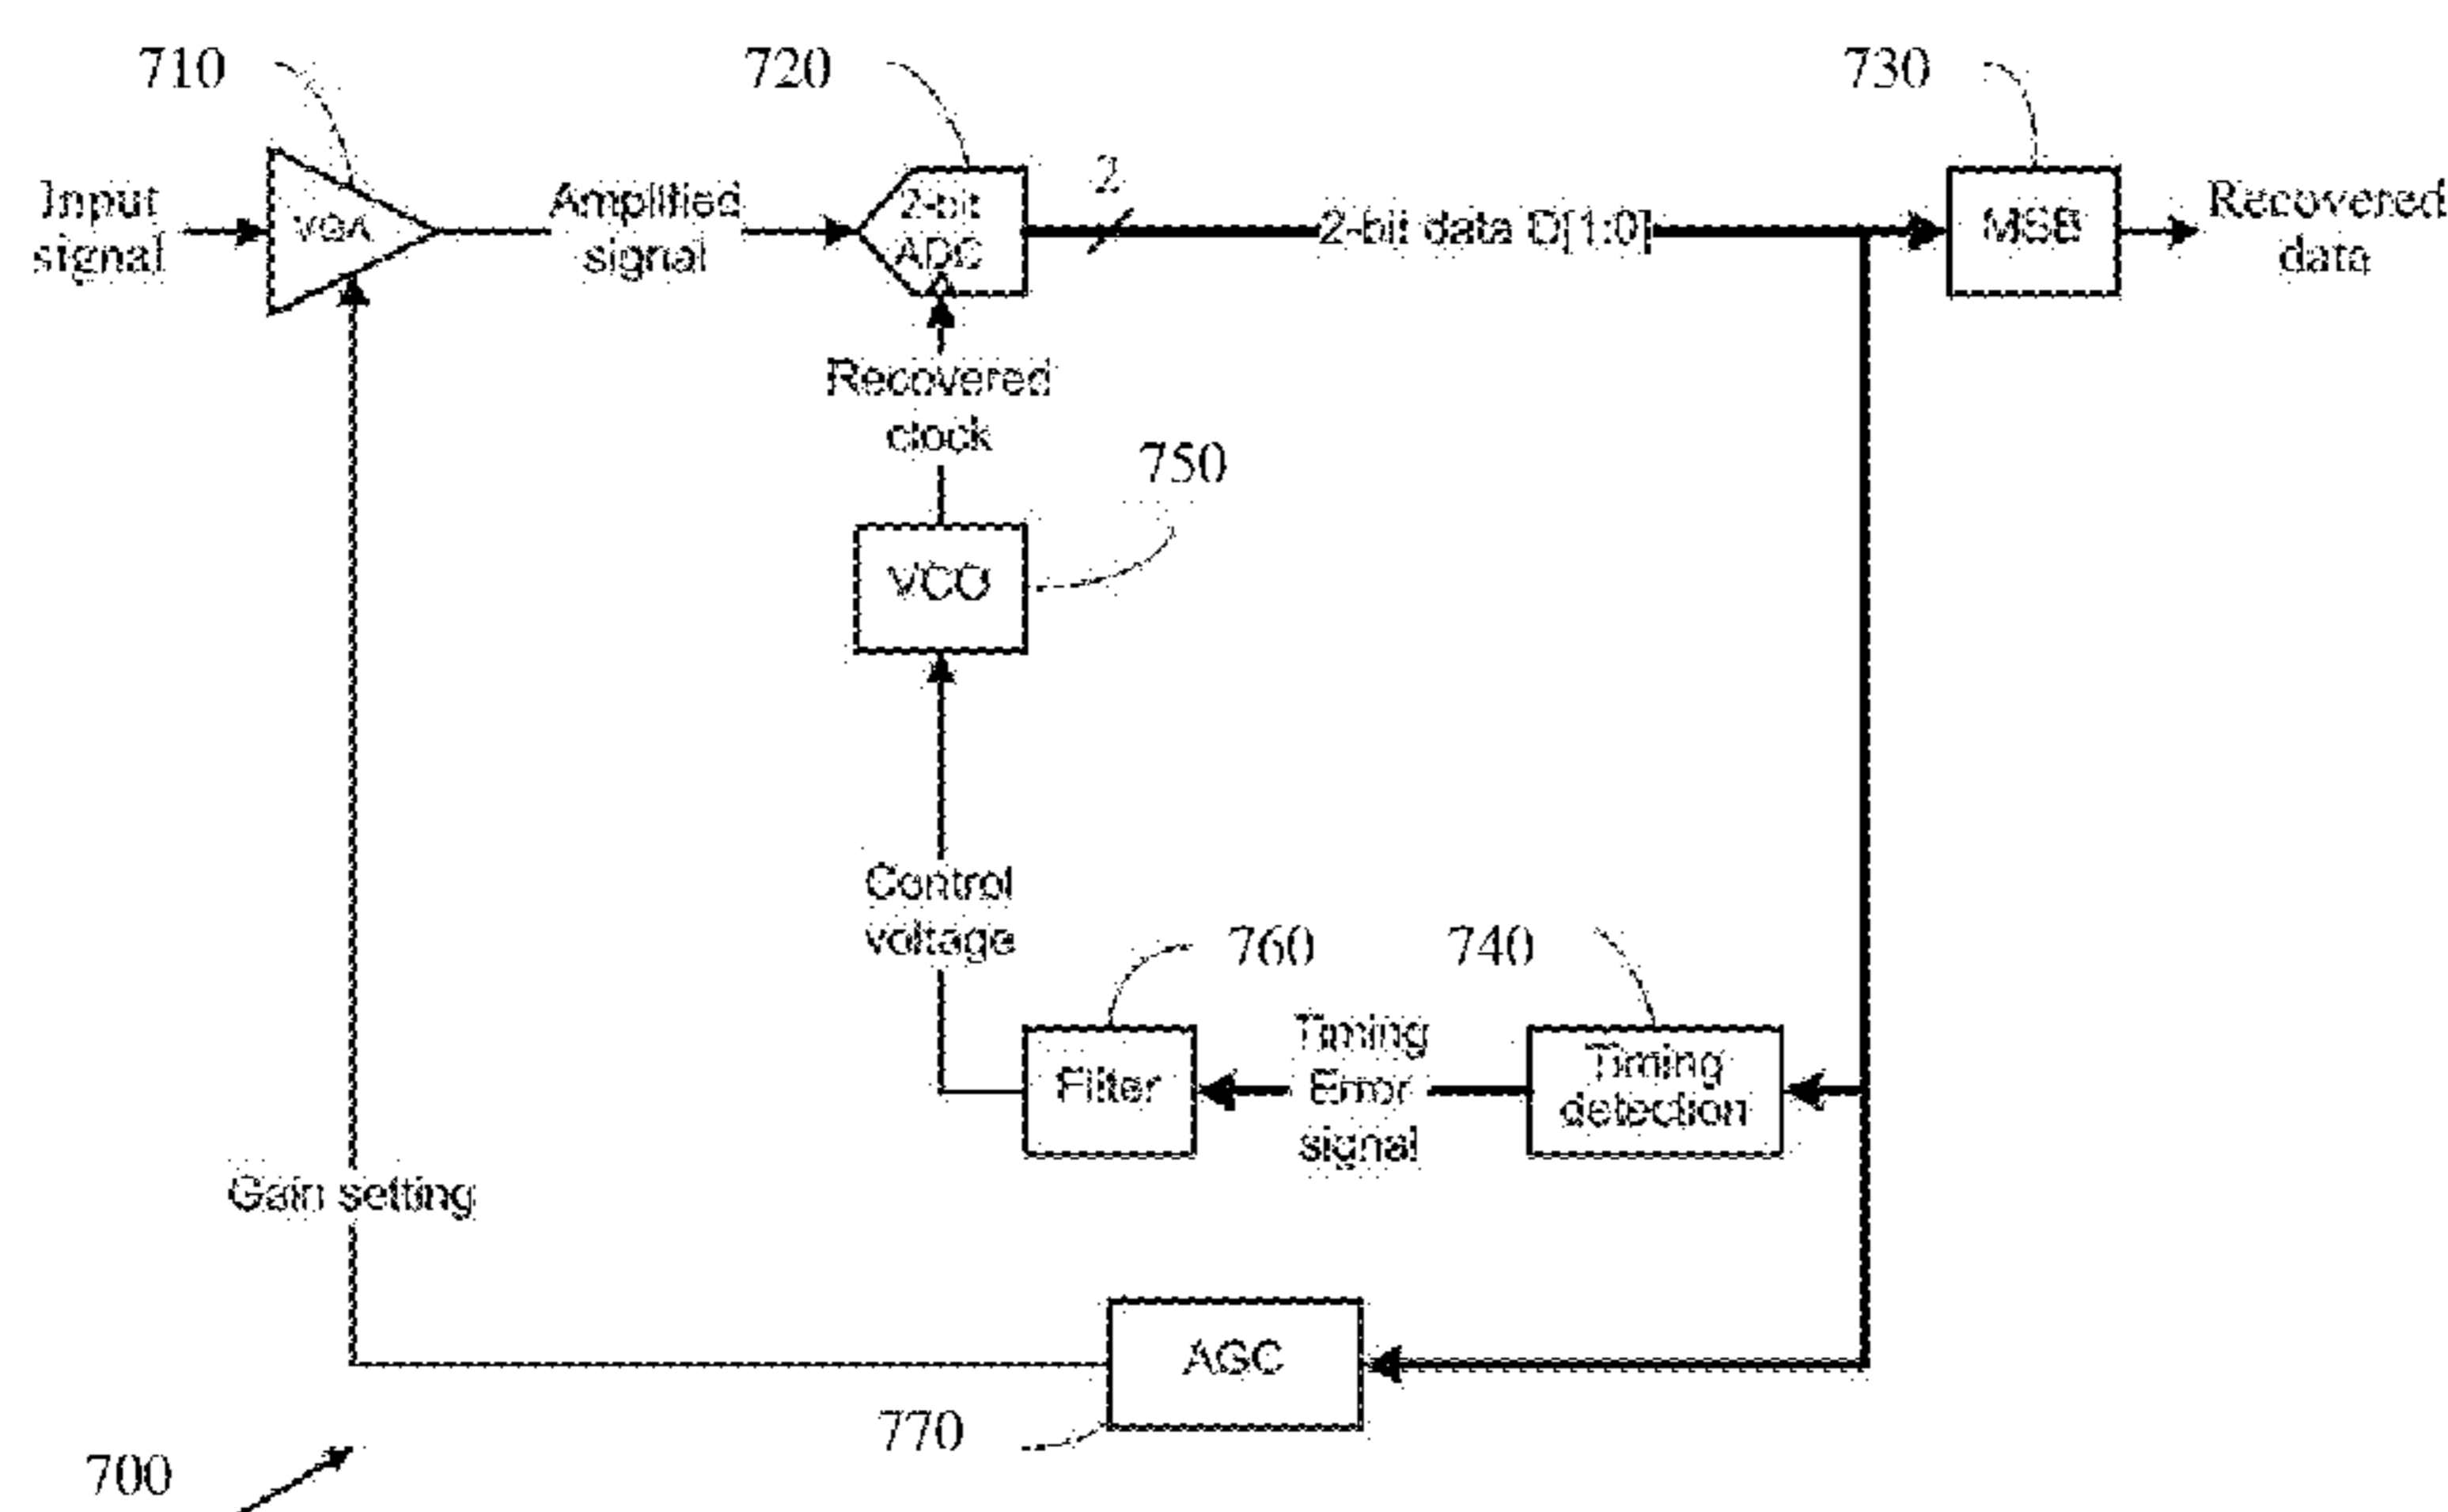 710
720
730
Input
signal
VGA
Amplified
signal
2-bit
ADC
2
2-bit data D[1:0]
MSB
Recovered
data
Recovered
clock
750
VCO
Control
voltage
760
740
Filter
Timing
Error
signal
Timing
detection
Gain setting
AGC
770
700